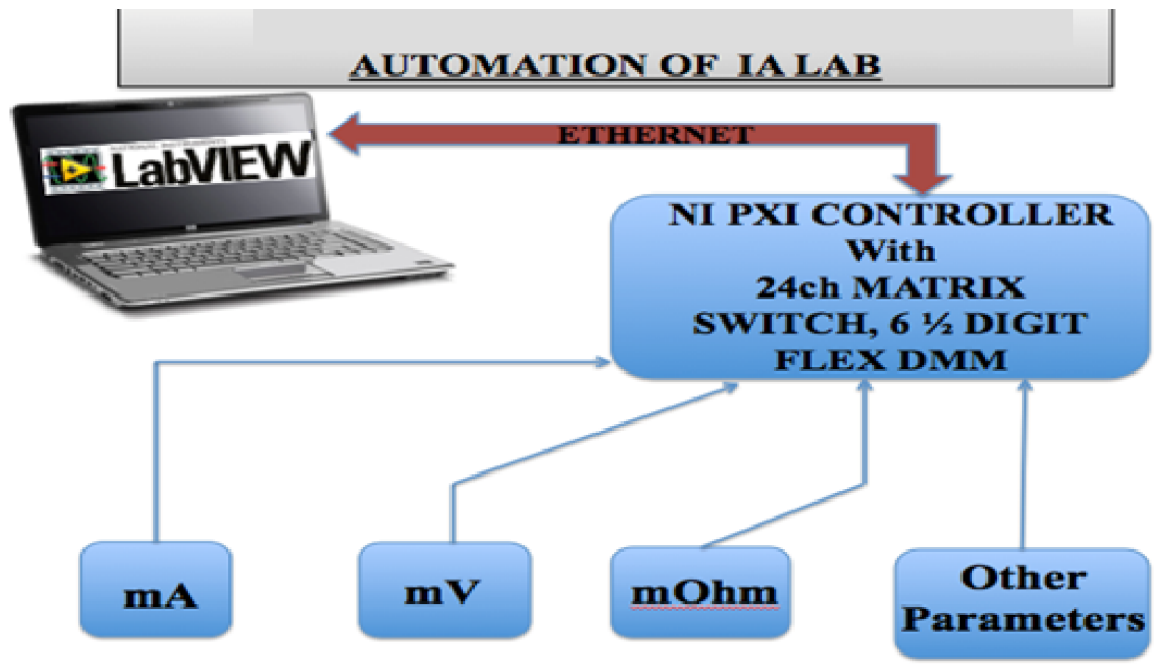 AUTOMATION OF IA LAB
ETHERNET
LabVIEW
NI PXI CONTROLLER
With
24ch MATRIX
SWITCH, 6 ½ DIGIT
FLEX DMM
mA
mV
mOhm
Other
Parameters